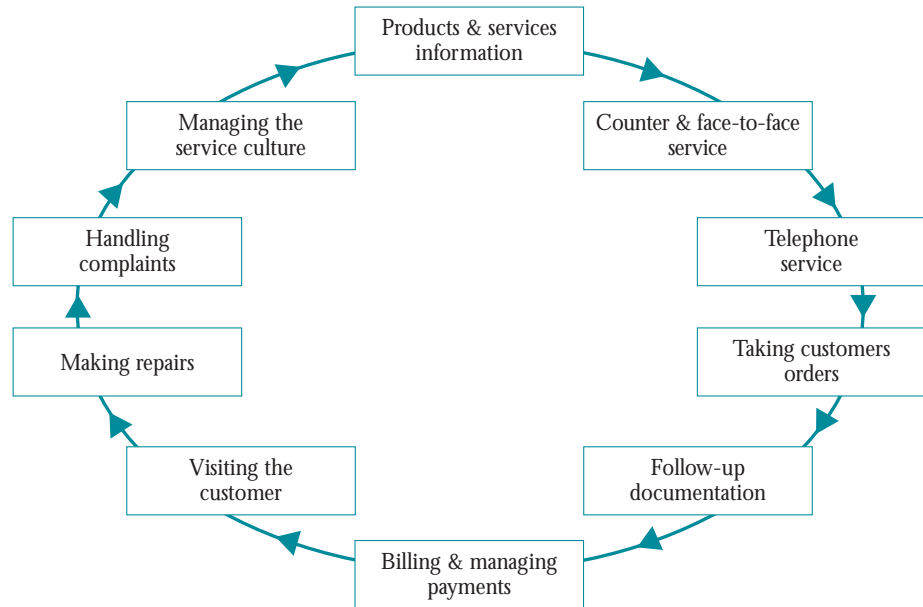 Products & services
information
Counter & face-to-face
service
Telephone
service
Taking customers
orders
Follow-up
documentation
Billing & managing
payments
Visiting the
customer
Making repairs
Handling
complaints
Managing the
service culture